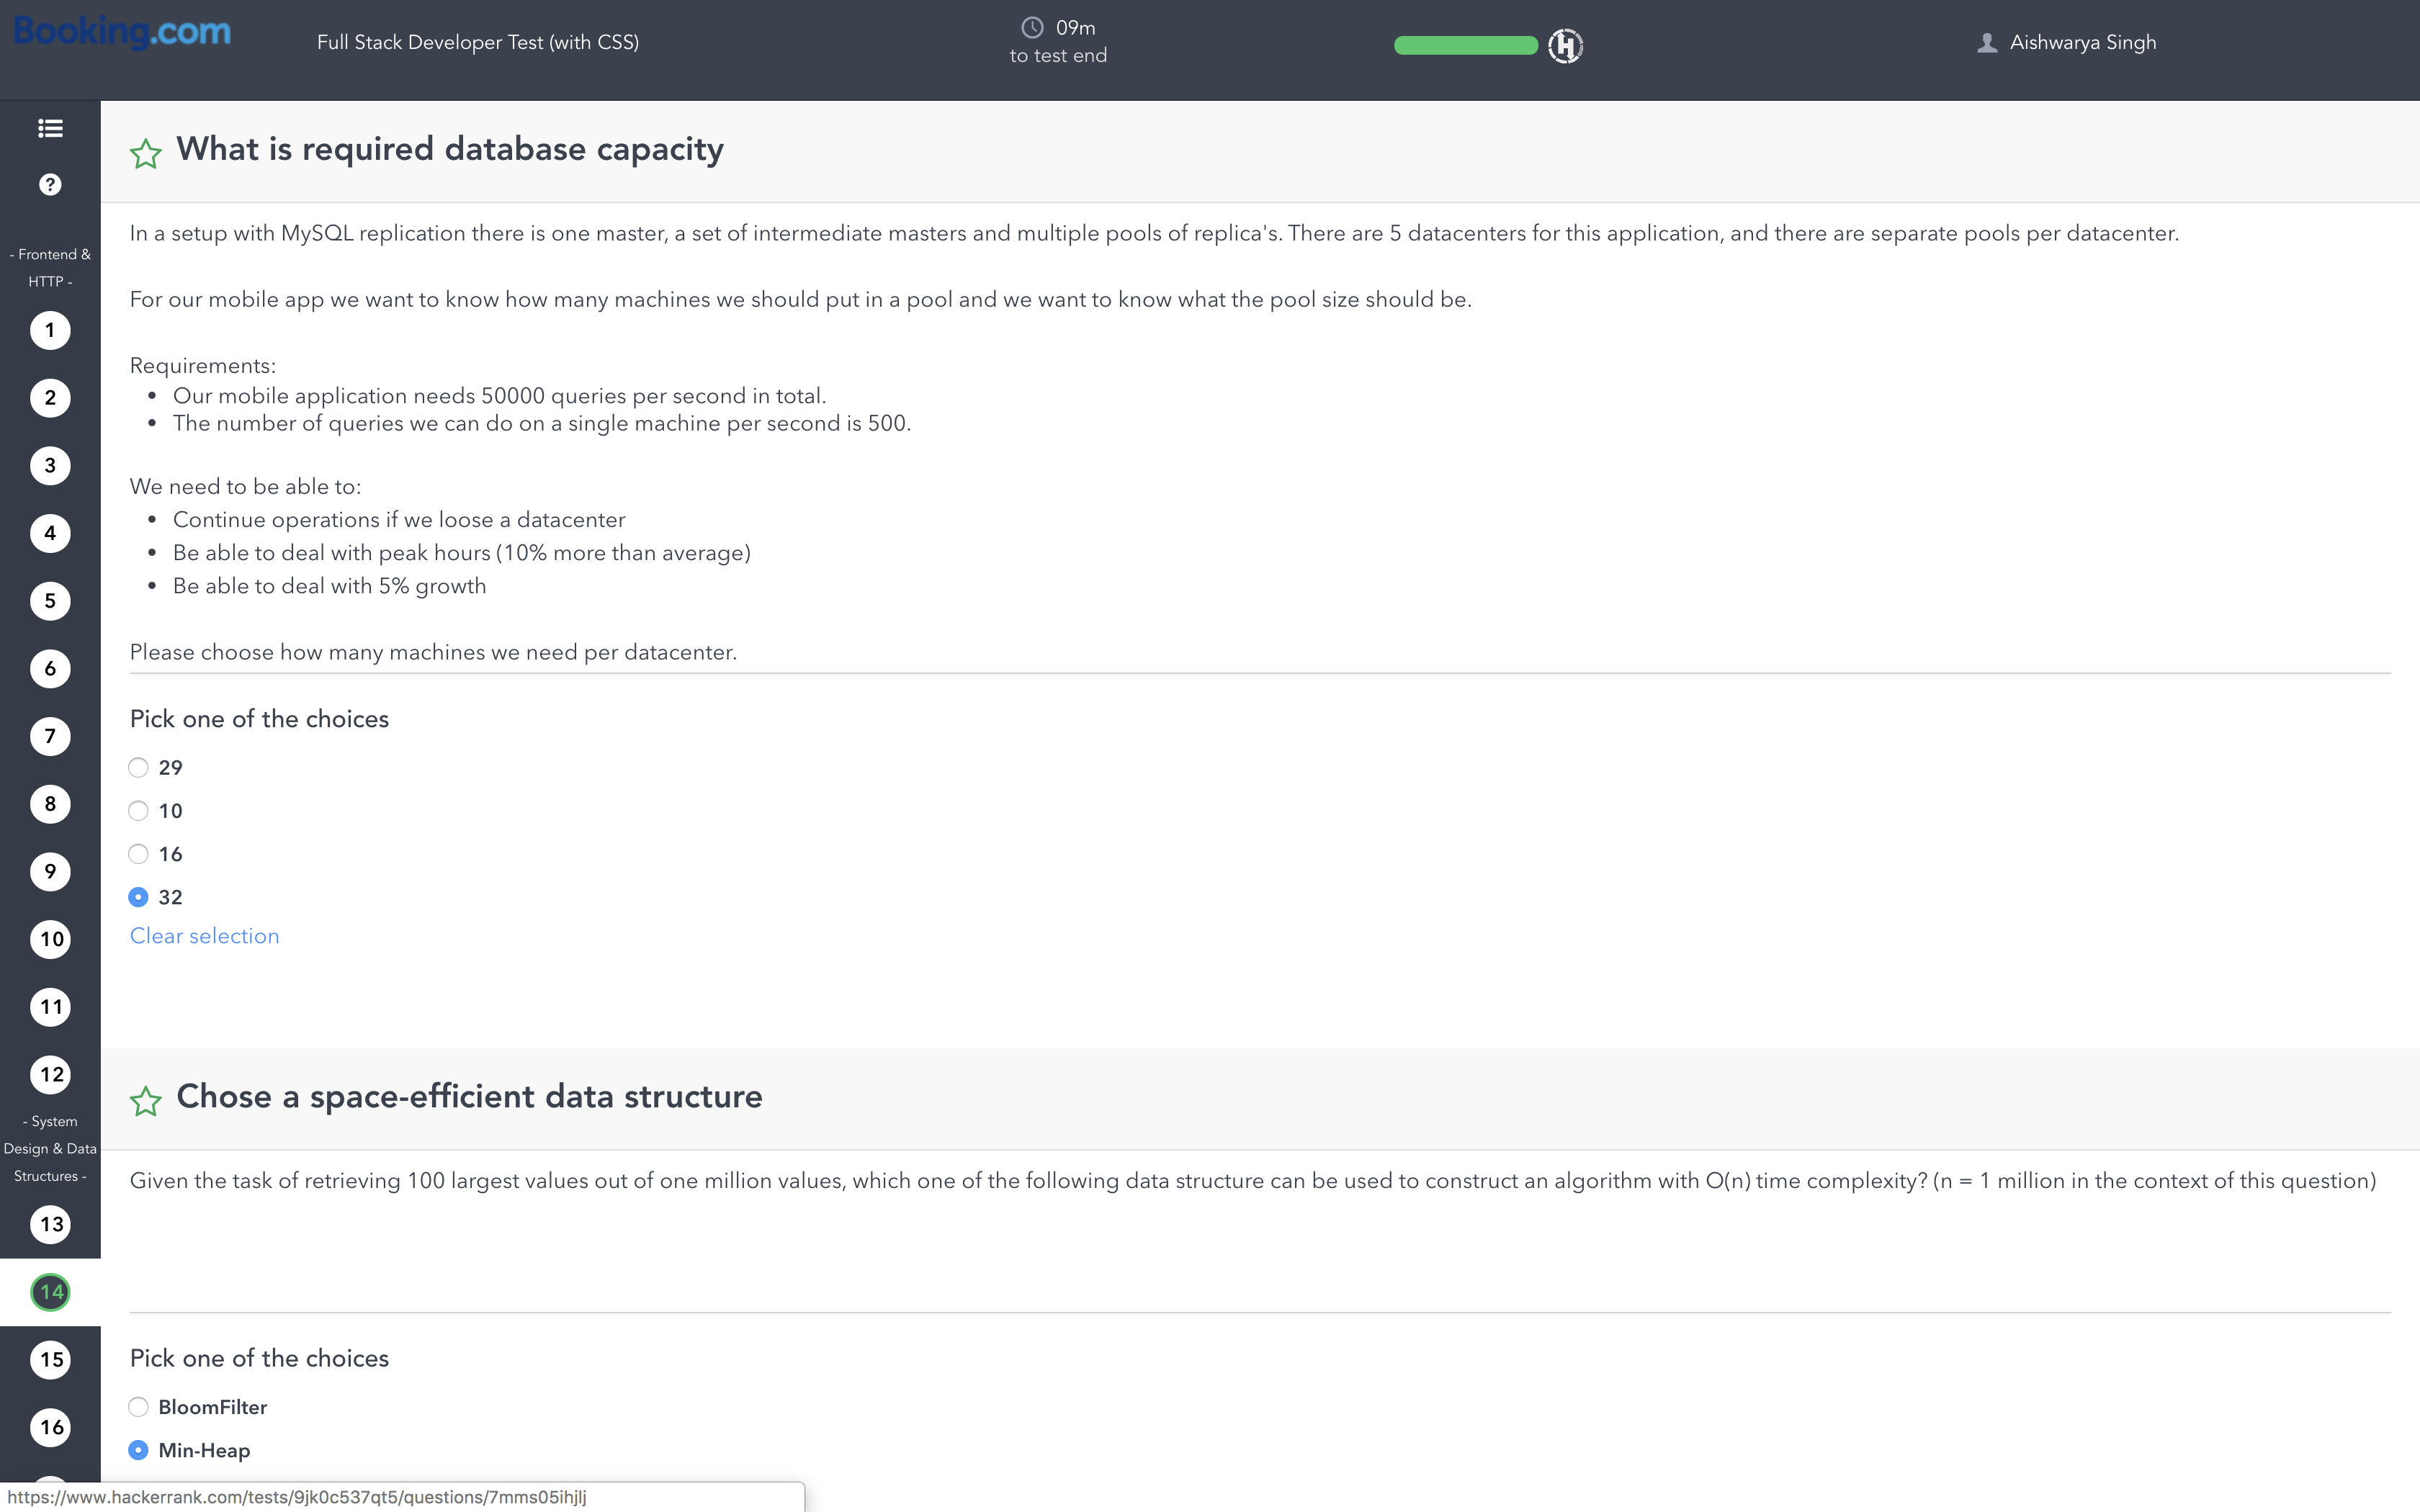 Booking.com
Full Stack Developer Test (with CSS)
09m
to test end
Aishwarya Singh
- Frontend &
HTTP -
1
2
3
4
5
6
7
8
9
10
11
12
- System
Design & Data
Structures -
13
14
15
16
What is required database capacity
In a setup with MySQL replication there is one master, a set of intermediate masters and multiple pools of replica's. There are 5 datacenters for this application, and there are separate pools per datacenter.
For our mobile app we want to know how many machines we should put in a pool and we want to know what the pool size should be.
Requirements:
• Our mobile application needs 50000 queries per second in total.
• The number of queries we can do on a single machine per second is 500.
We need to be able to:
• Continue operations if we loose a datacenter
• Be able to deal with peak hours (10% more than average)
• Be able to deal with 5% growth
Please choose how many machines we need per datacenter.
Pick one of the choices
29
10
16
32
Clear selection
Chose a space-efficient data structure
Given the task of retrieving 100 largest values out of one million values, which one of the following data structure can be used to construct an algorithm with O(n) time complexity? (n = 1 million in the context of this question)
Pick one of the choices
BloomFilter
Min-Heap
https://www.hackerrank.com/tests/9jk0c537qt5/questions/7mms05ihjlj